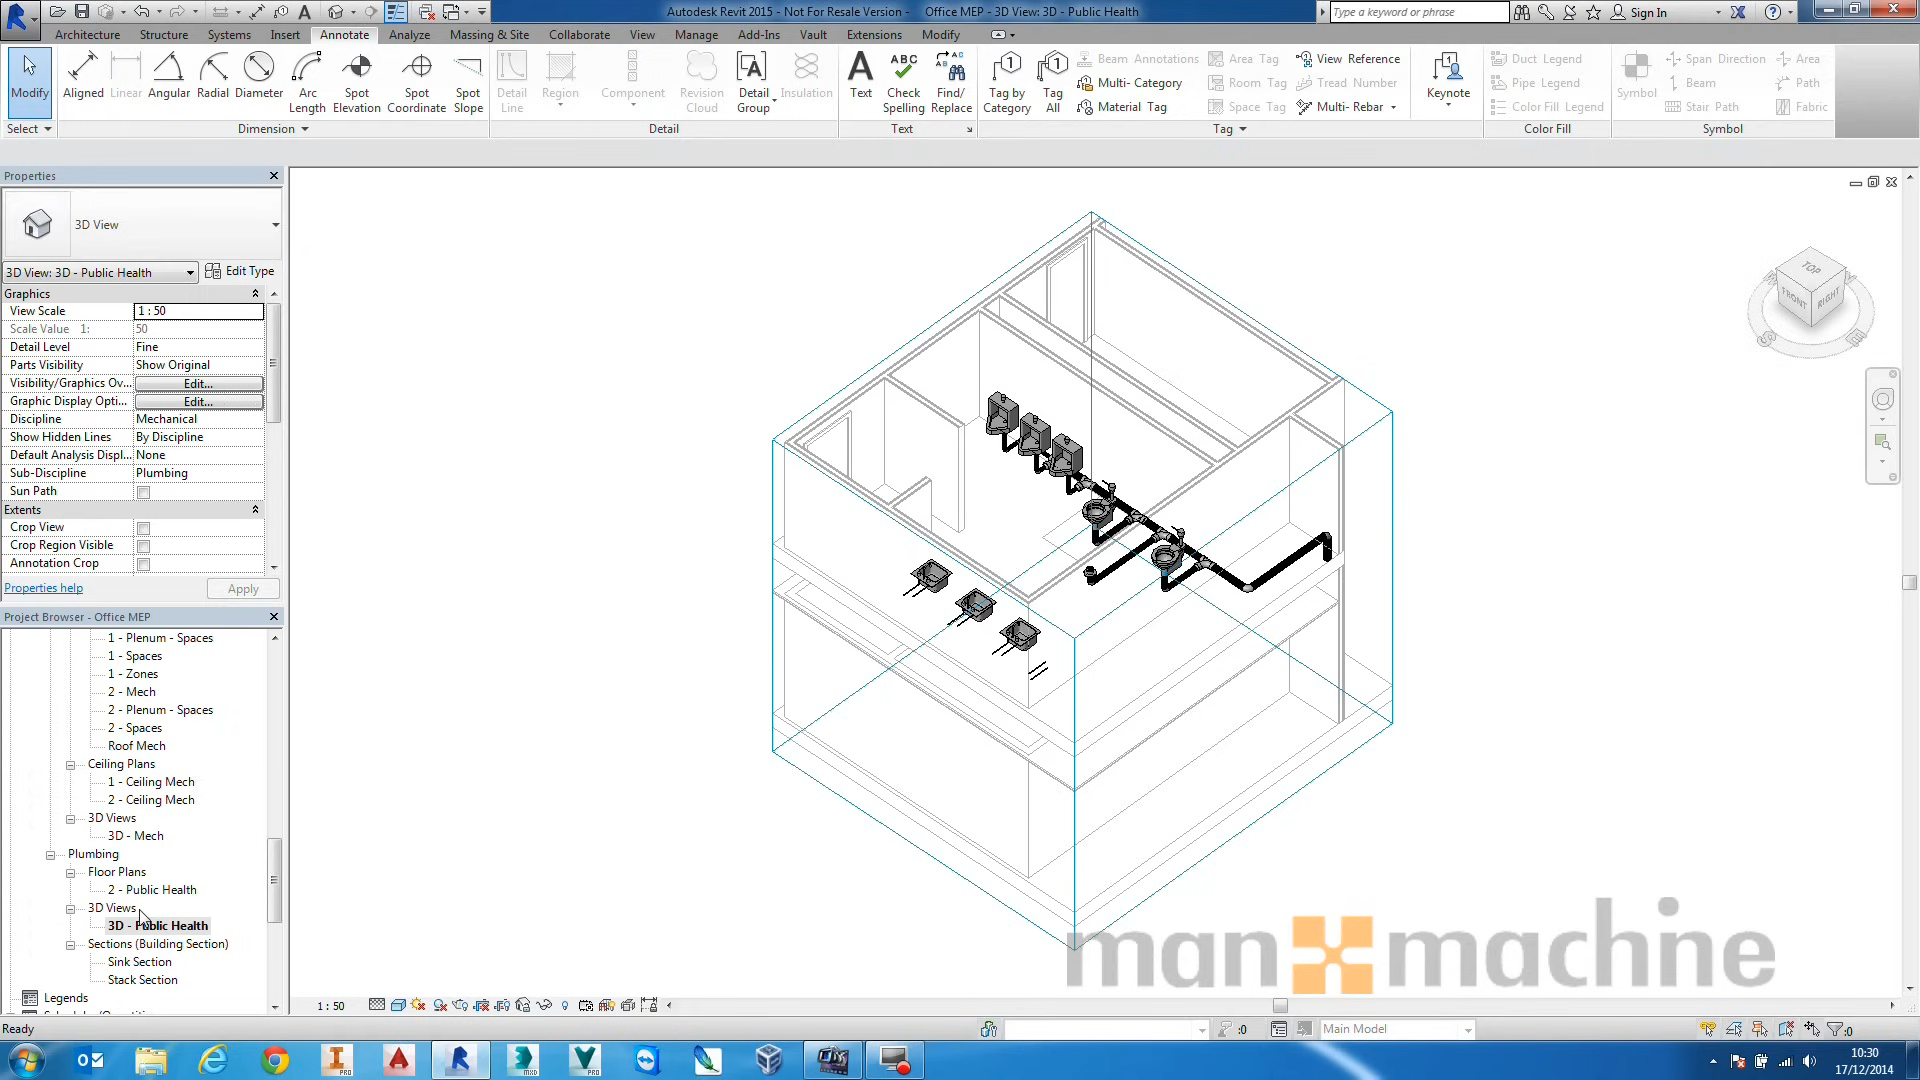 Autodesk Revit 2015 - Not For Resale Version - Office MEP - 3D View: 3D - Public Health
Type a keyword or phrase
Sign In
Architecture Structure Systems Insert Annotate Analyze Massing & Site Collaborate View Manage Add-Ins Vault Extensions Modify
Modify
Aligned
Linear
Angular
Radial
Diameter
Arc Length
Spot Elevation
Spot Coordinate
Spot Slope
Detail Line
Region
Component
Revision Cloud
Detail Group
Insulation
A
Text
ABC
Check Spelling
Find/ Replace
Tag by Category
Tag All
Beam Annotations
Multi- Category
Material Tag
Area Tag
Room Tag
Space Tag
View Reference
Tread Number
Multi- Rebar
Keynote
Duct Legend
Pipe Legend
Color Fill Legend
Symbol
Span Direction
Beam
Stair Path
Area
Path
Fabric
Select
Dimension
Detail
Text
Tag
Color Fill
Symbol
Properties
3D View
3D View: 3D - Public Health
Edit Type
Graphics
View Scale 1 : 50
Scale Value 1: 50
Detail Level Fine
Parts Visibility Show Original
Visibility/Graphics Ov... Edit...
Graphic Display Opti... Edit...
Discipline Mechanical
Show Hidden Lines By Discipline
Default Analysis Displ... None
Sub-Discipline Plumbing
Sun Path
Extents
Crop View
Crop Region Visible
Annotation Crop
Properties help
Apply
Project Browser - Office MEP
1 - Plenum - Spaces
1 - Spaces
1 - Zones
2 - Mech
2 - Plenum - Spaces
2 - Spaces
Roof Mech
Ceiling Plans
1 - Ceiling Mech
2 - Ceiling Mech
3D Views
3D - Mech
Plumbing
Floor Plans
2 - Public Health
3D Views
3D - Public Health
Sections (Building Section)
Sink Section
Stack Section
Legends
TOP
FRONT
RIGHT
man machine
1 : 50
Ready
:0
Main Model
:0
10:30
17/12/2014